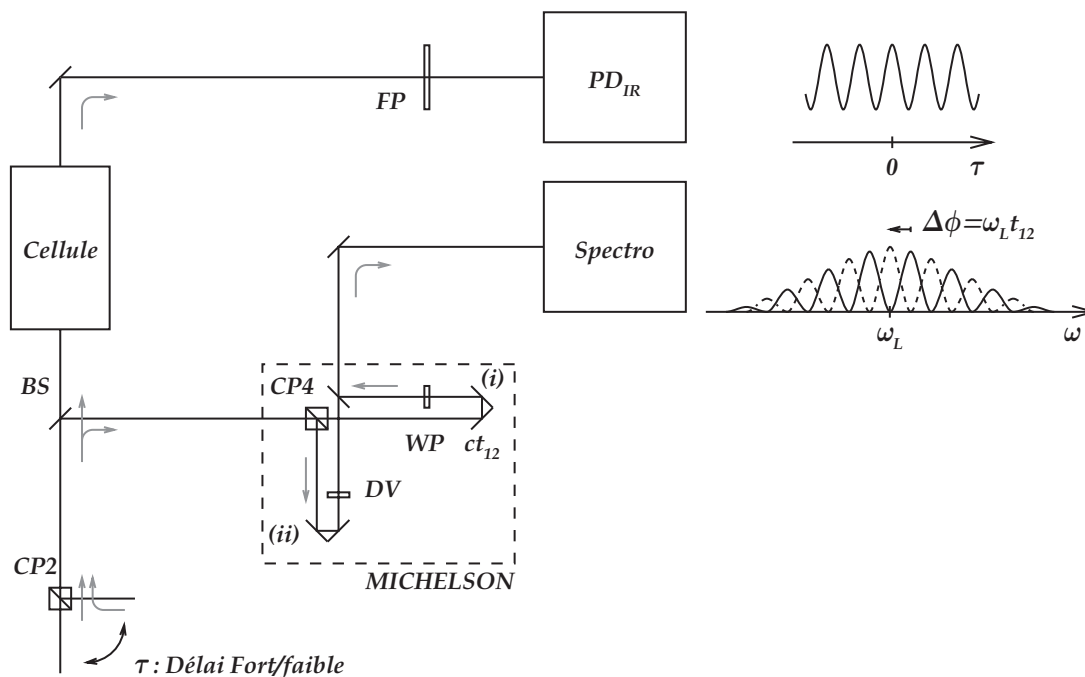 FP
PD_IR
0
τ
Cellule
Spectro
Δϕ=ω_L t_12
ω_L
ω
BS
CP4
(i)
WP
ct_12
DV
(ii)
CP2
MICHELSON
τ : Délai Fort/faible